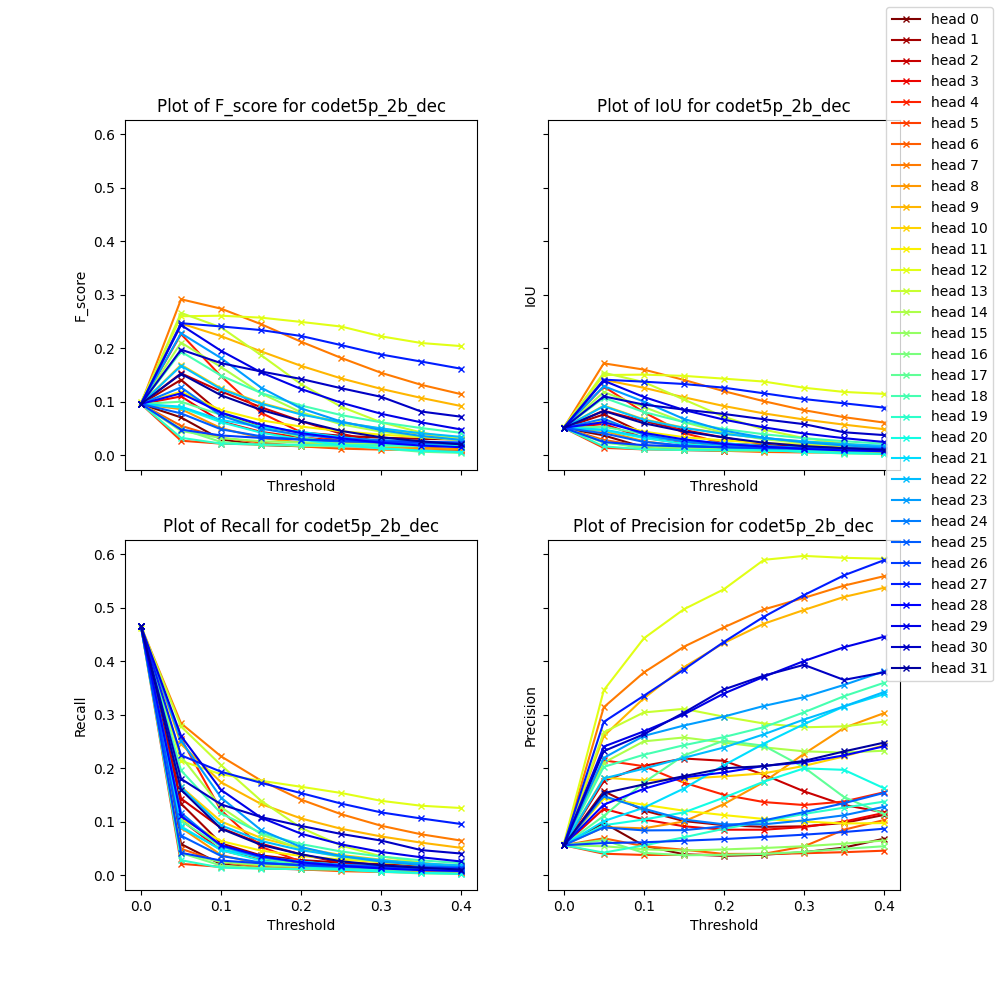 Plot of F_score for codet5p_2b_dec
0.6
0.5
0.4
0.3
0.2
0.1
0.0
F_score
Threshold
Plot of IoU for codet5p_2b_dec
IoU
Threshold
Plot of Recall for codet5p_2b_dec
0.6
0.5
0.4
0.3
0.2
0.1
0.0
Recall
0.0
0.1
0.2
0.3
0.4
Threshold
Plot of Precision for codet5p_2b_dec
Precision
0.0
0.1
0.2
0.3
0.4
Threshold
head 0
head 1
head 2
head 3
head 4
head 5
head 6
head 7
head 8
head 9
head 10
head 11
head 12
head 13
head 14
head 15
head 16
head 17
head 18
head 19
head 20
head 21
head 22
head 23
head 24
head 25
head 26
head 27
head 28
head 29
head 30
head 31